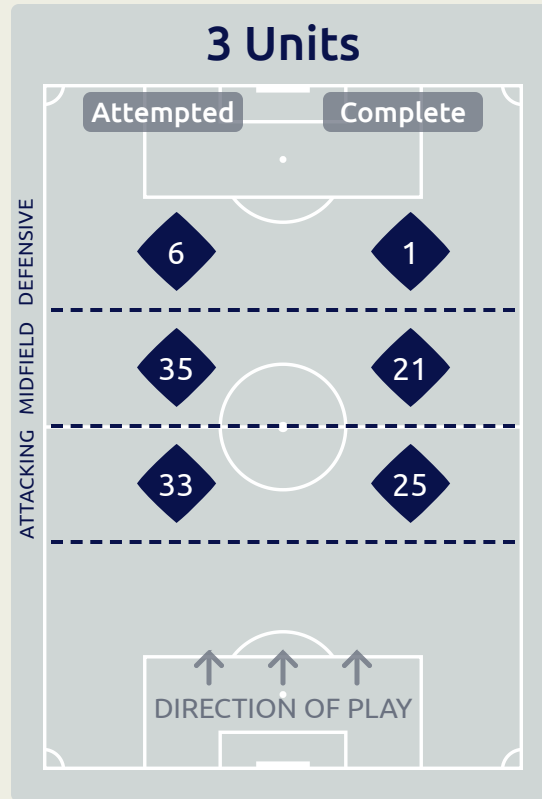 3 Units
Attempted Complete
DEFENSIVE
6 1
MIDFIELD
35 21
ATTACKING
33 25
DIRECTION OF PLAY